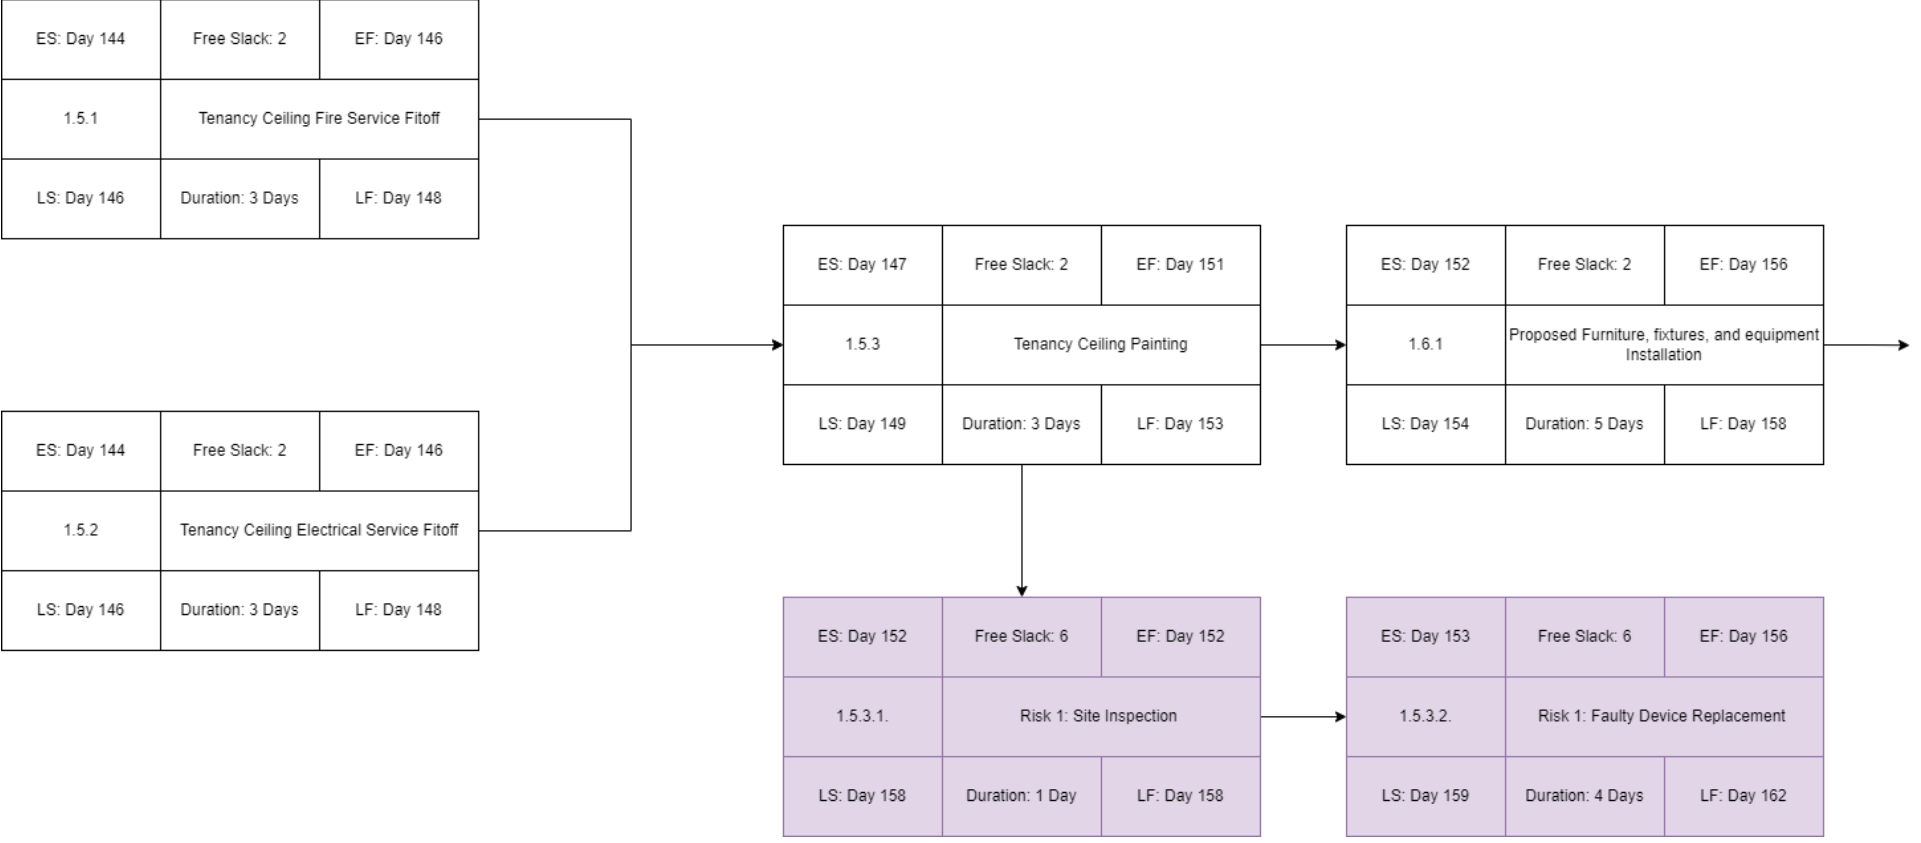 ES: Day 144
Free Slack: 2
EF: Day 146
1.5.1
Tenancy Ceiling Fire Service Fitoff
LS: Day 146
Duration: 3 Days
LF: Day 148
ES: Day 144
Free Slack: 2
EF: Day 146
1.5.2
Tenancy Ceiling Electrical Service Fitoff
LS: Day 146
Duration: 3 Days
LF: Day 148
ES: Day 147
Free Slack: 2
EF: Day 151
1.5.3
Tenancy Ceiling Painting
LS: Day 149
Duration: 3 Days
LF: Day 153
ES: Day 152
Free Slack: 2
EF: Day 156
1.6.1
Proposed Furniture, fixtures, and equipment
Installation
LS: Day 154
Duration: 5 Days
LF: Day 158
ES: Day 152
Free Slack: 6
EF: Day 152
1.5.3.1.
Risk 1: Site Inspection
LS: Day 158
Duration: 1 Day
LF: Day 158
ES: Day 153
Free Slack: 6
EF: Day 156
1.5.3.2.
Risk 1: Faulty Device Replacement
LS: Day 159
Duration: 4 Days
LF: Day 162